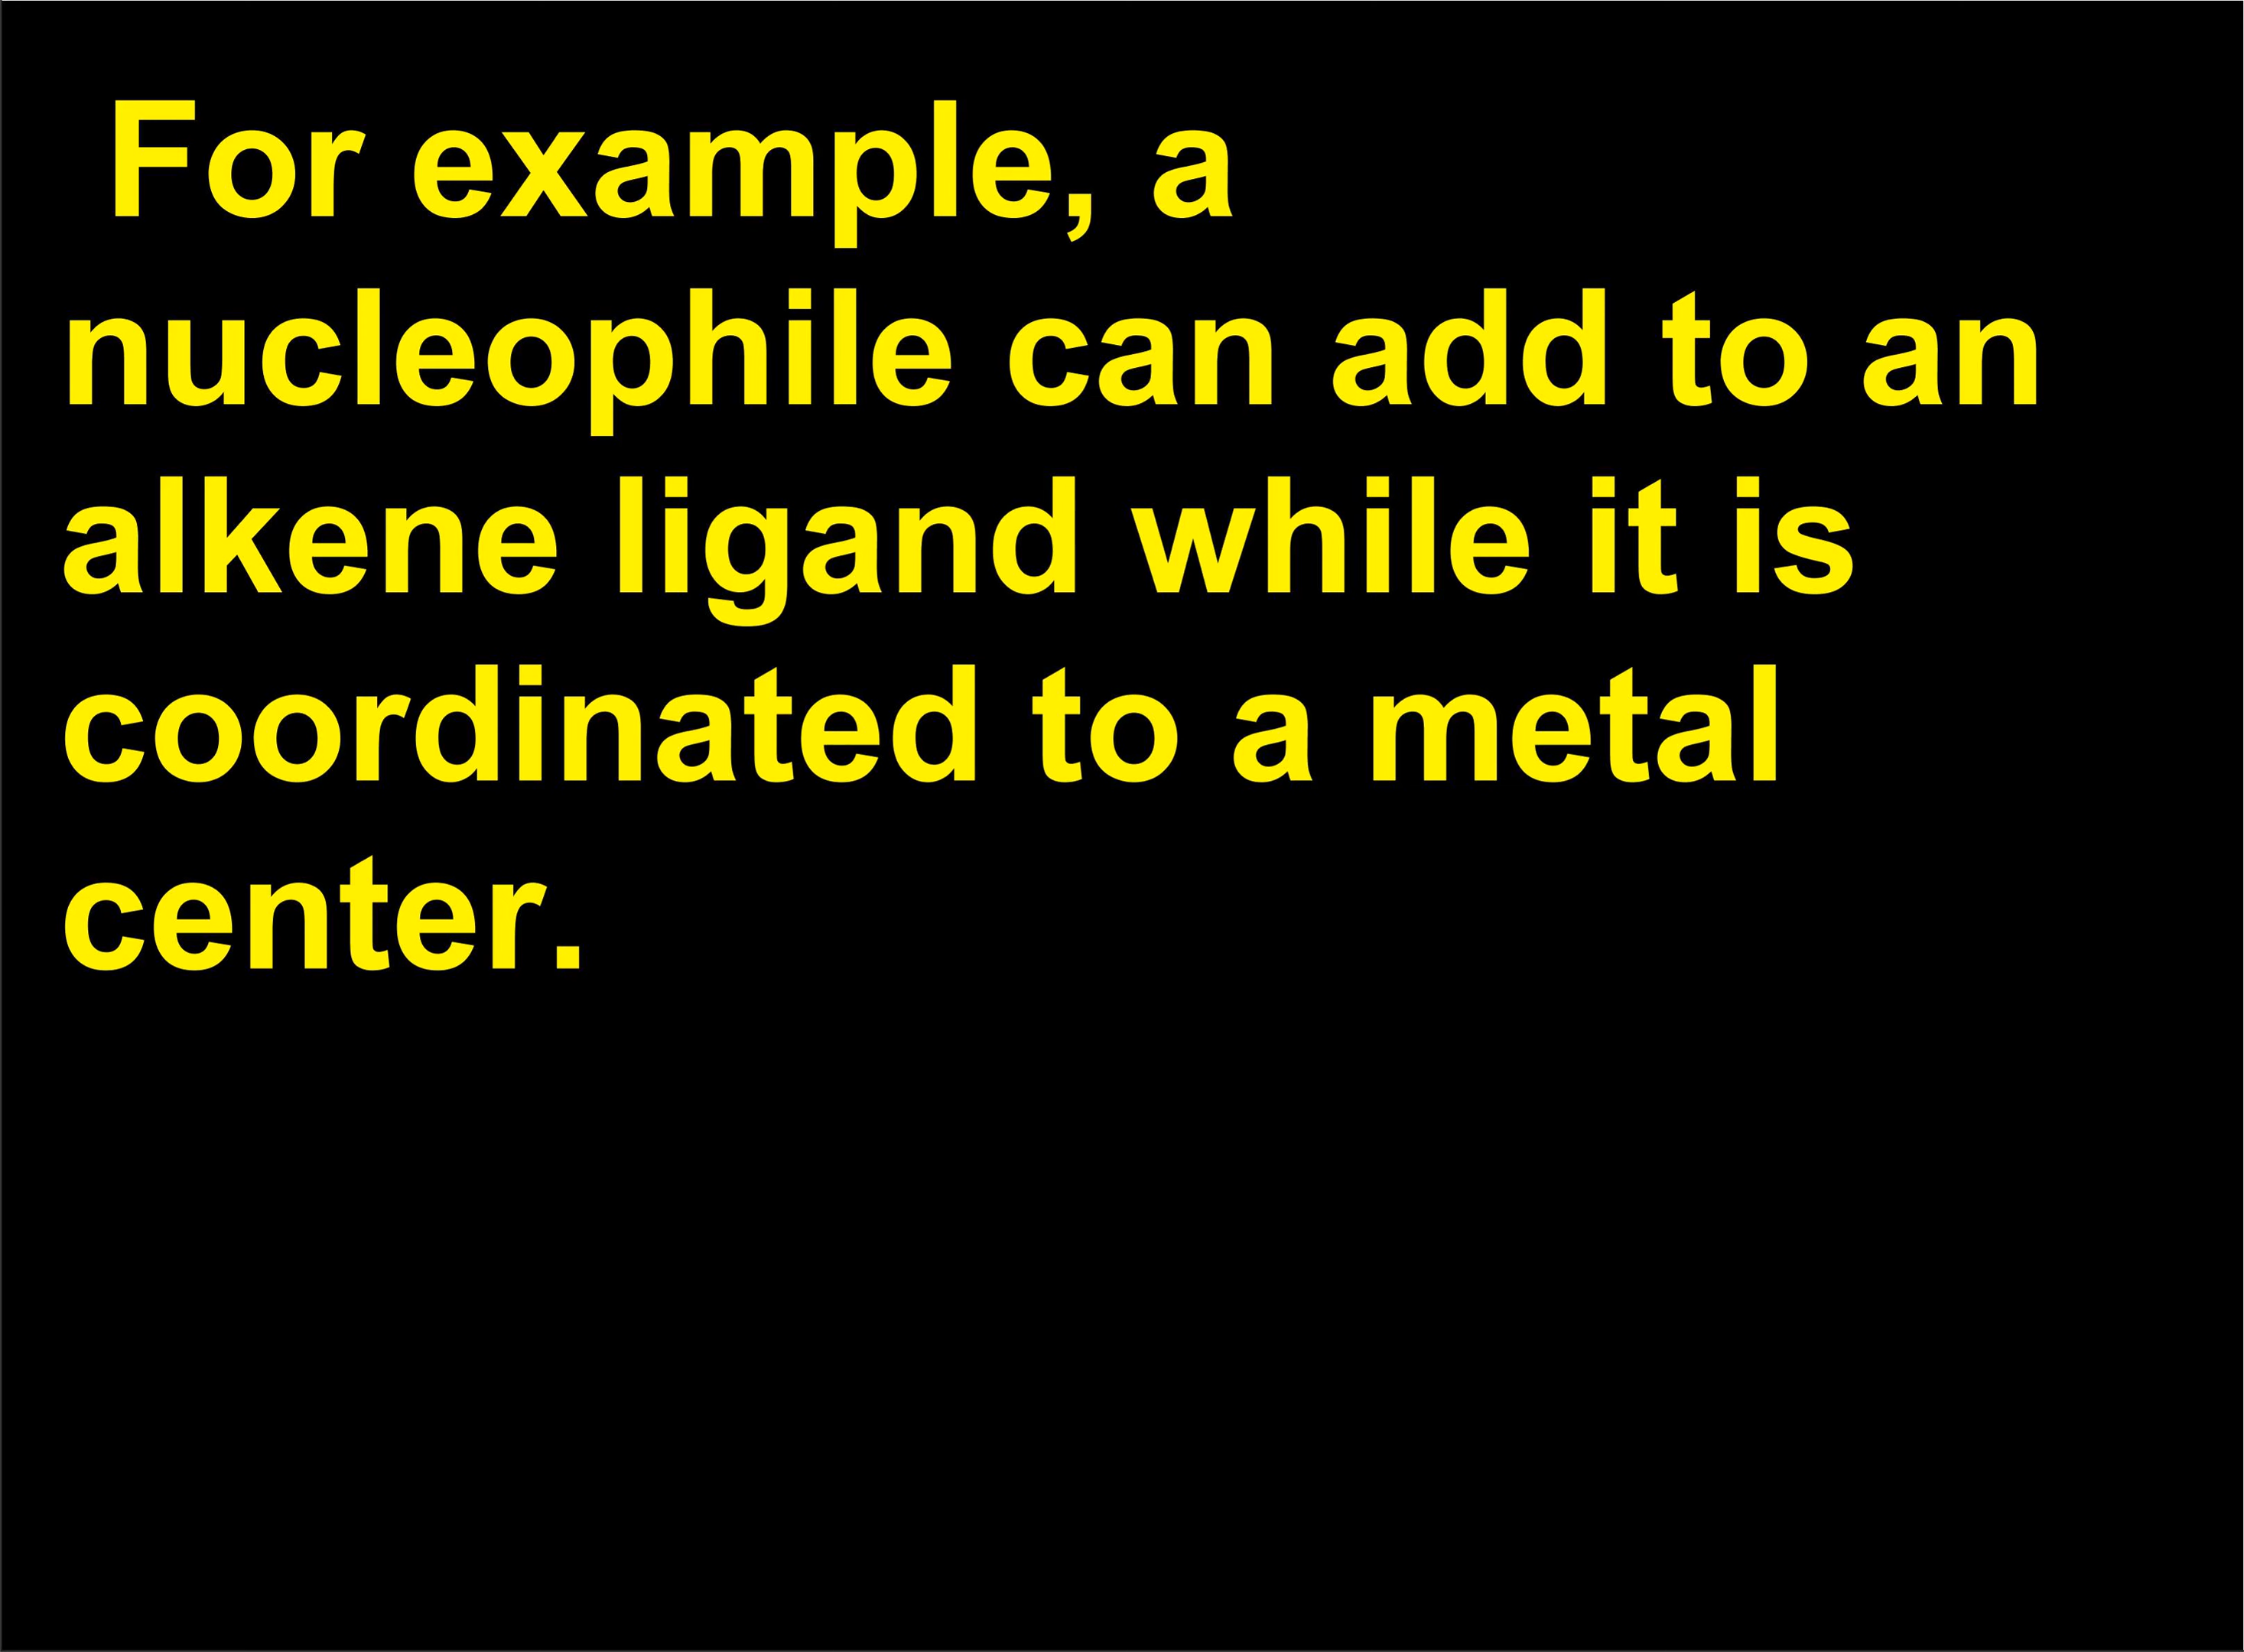 For example, a
nucleophile can add to an
alkene ligand while it is
coordinated to a metal
center.